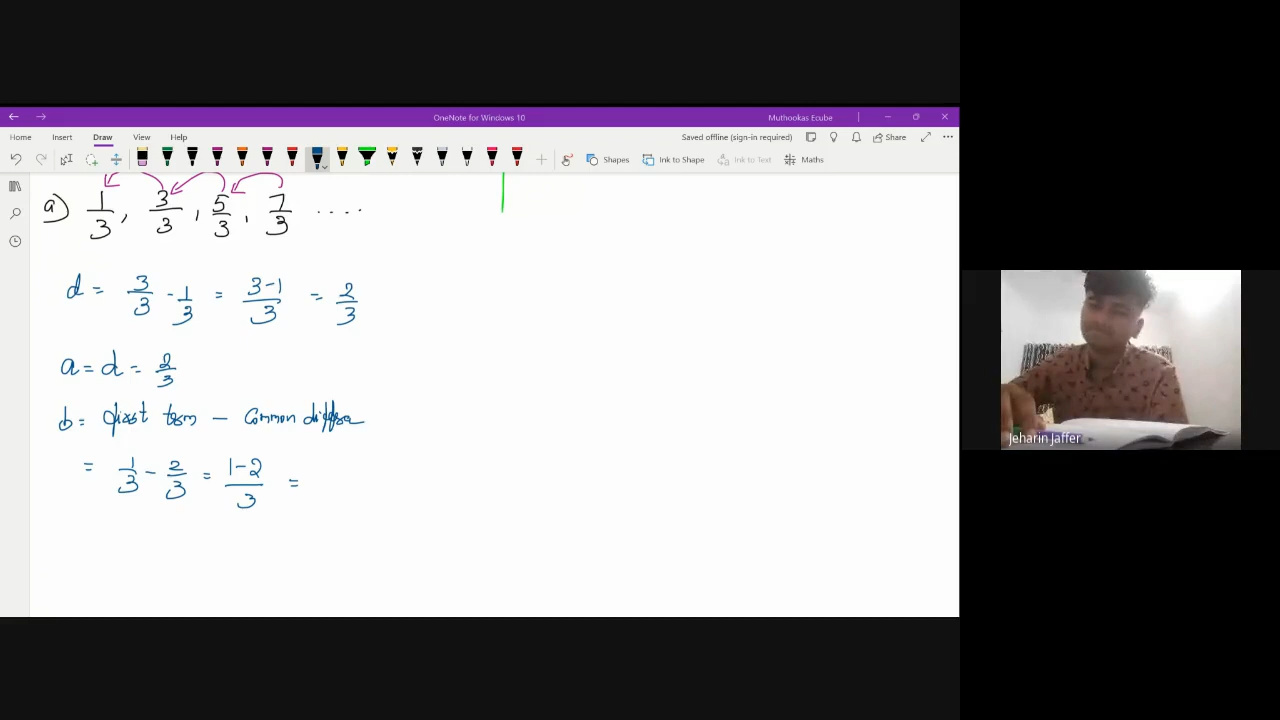 OneNote for Windows 10
Muthookas Ecube
Home Insert Draw View Help
Saved offline (sign-in required) Share
Shapes Ink to Shape Ink to Text Maths
a) 1/3, 3/3, 5/3, 7/3 ....
d = 3/3 - 1/3 = 3-1/3 = 2/3
a = d = 2/3
b = first term — Common
= 1/3 - 2/3 = 1-2/3 =
Jeharin Jaffer